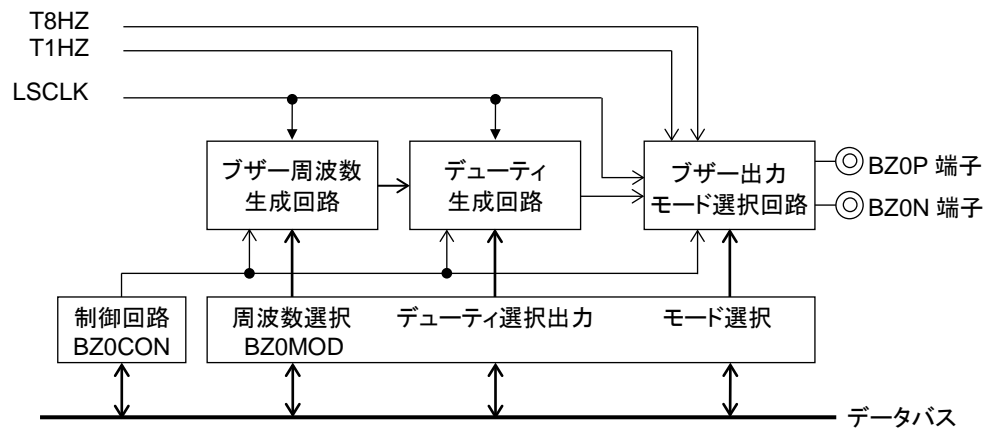 T8HZ
T1HZ
LSCLK
ブザー周波数
生成回路
デューティ
生成回路
ブザー出力
モード選択回路
BZ0P 端子
BZ0N 端子
制御回路
BZ0CON
周波数選択
BZ0MOD
デューティ選択出力
モード選択
データバス